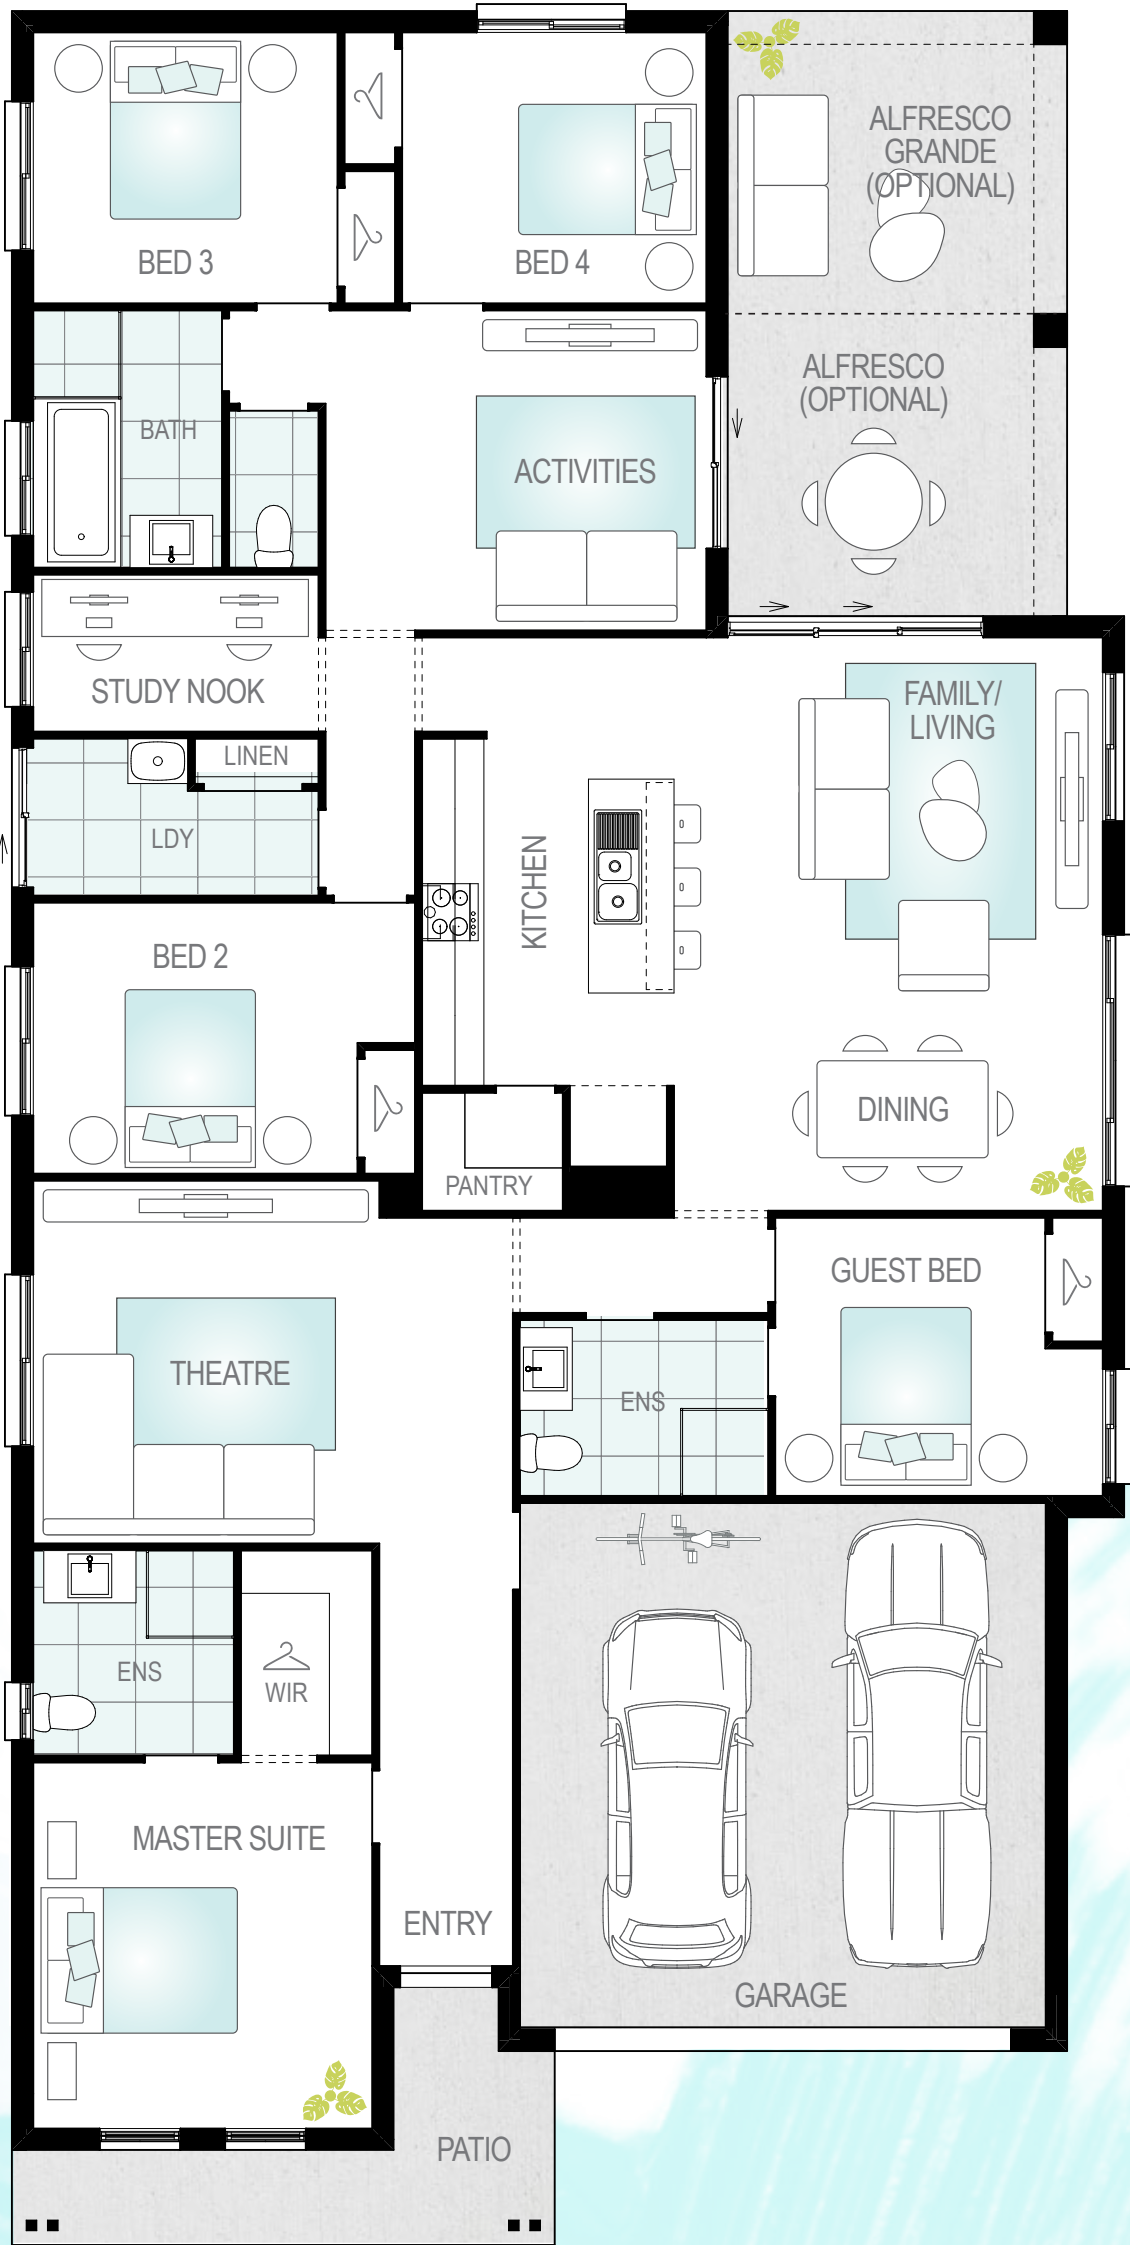 ALFRESCO
GRANDE
(OPTIONAL)
BED 3
BED 4
ALFRESCO
(OPTIONAL)
BATH
ACTIVITIES
STUDY NOOK
FAMILY/
LIVING
LINEN
LDY
KITCHEN
BED 2
DINING
PANTRY
GUEST BED
THEATRE
ENS
ENS
WIR
MASTER SUITE
ENTRY
GARAGE
PATIO